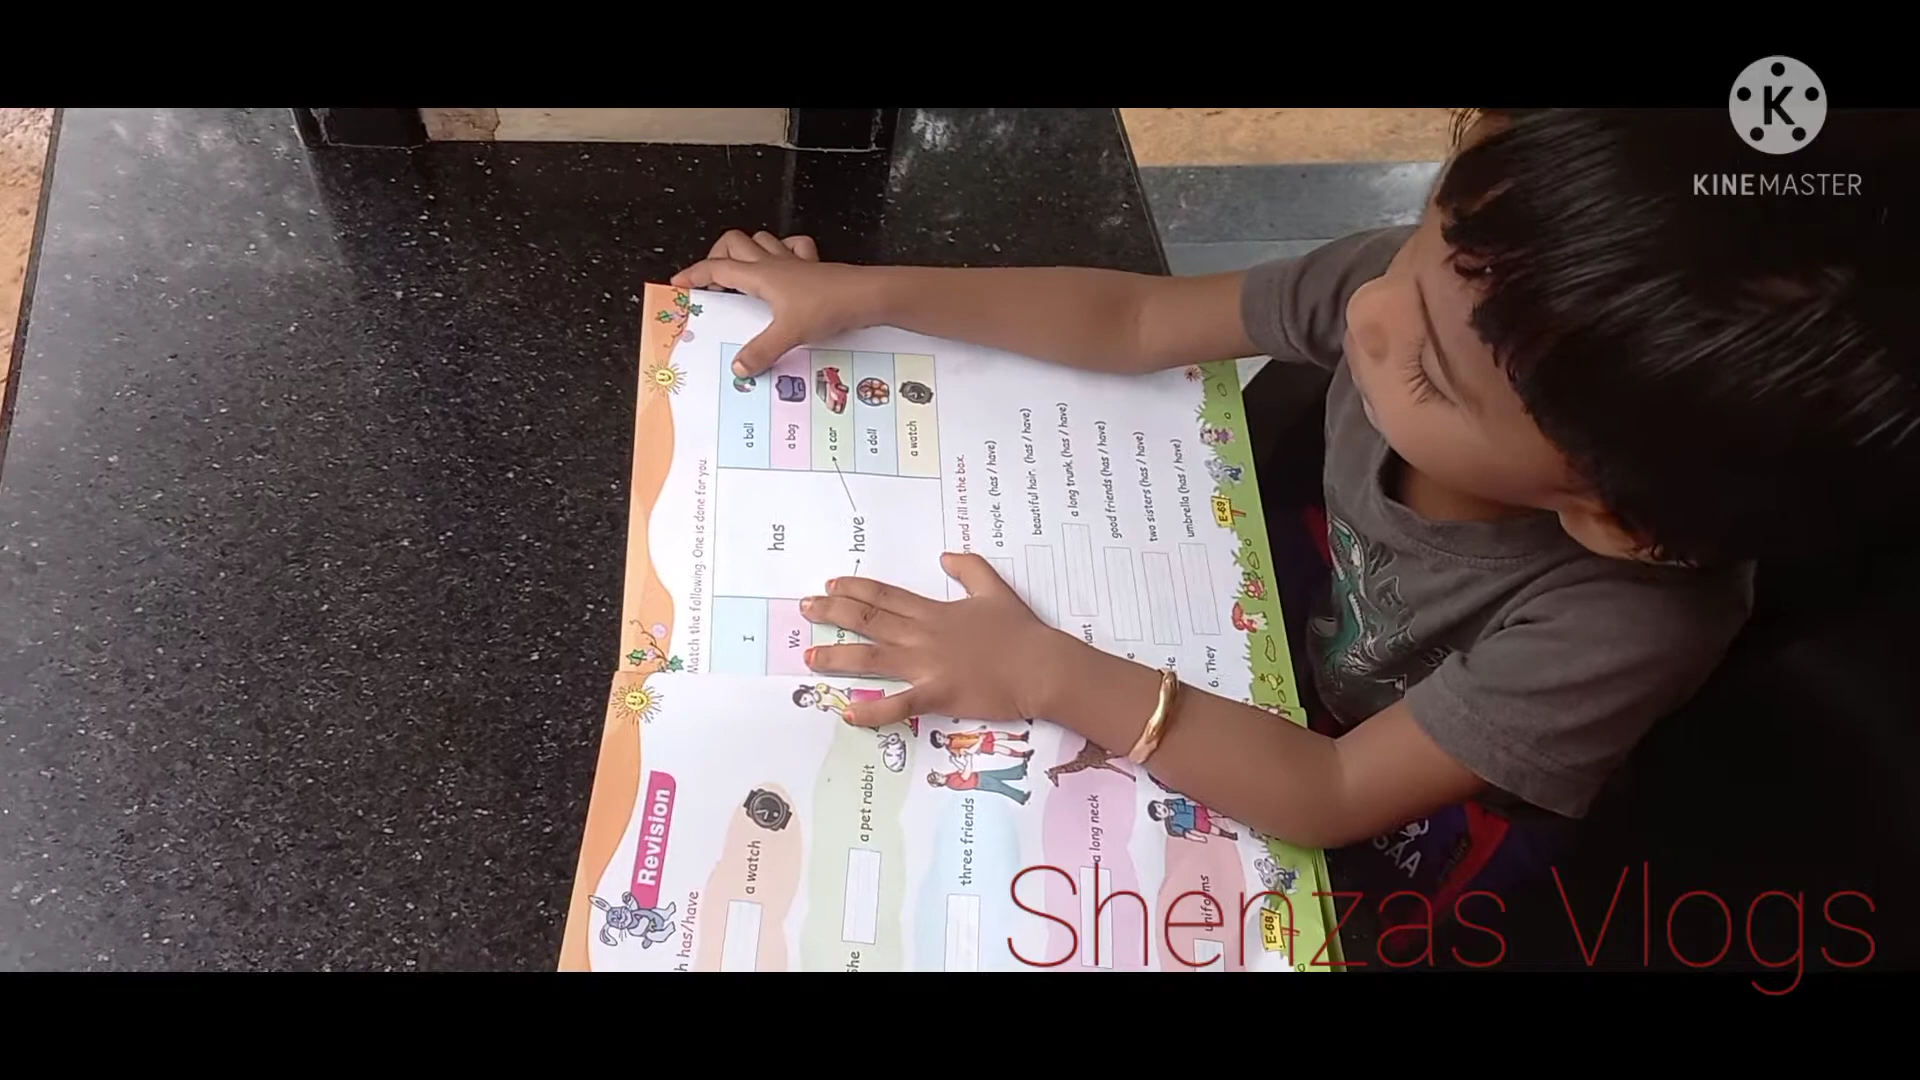 KINEMASTER
Match the following. One is done for you.
I
We
has
have
a ball
a bag
a car
a doll
a watch
on and fill in the box.
a bicycle. (has / have)
beautiful hair. (has / have)
a long trunk (has / have)
good friends (has / have)
two sisters (has / have)
6. They umbrella (has / have)
E-69
Revision
has/have
a watch
She a pet rabbit
three friends
a long neck
uniforms
E-68
Shenzas Vlogs